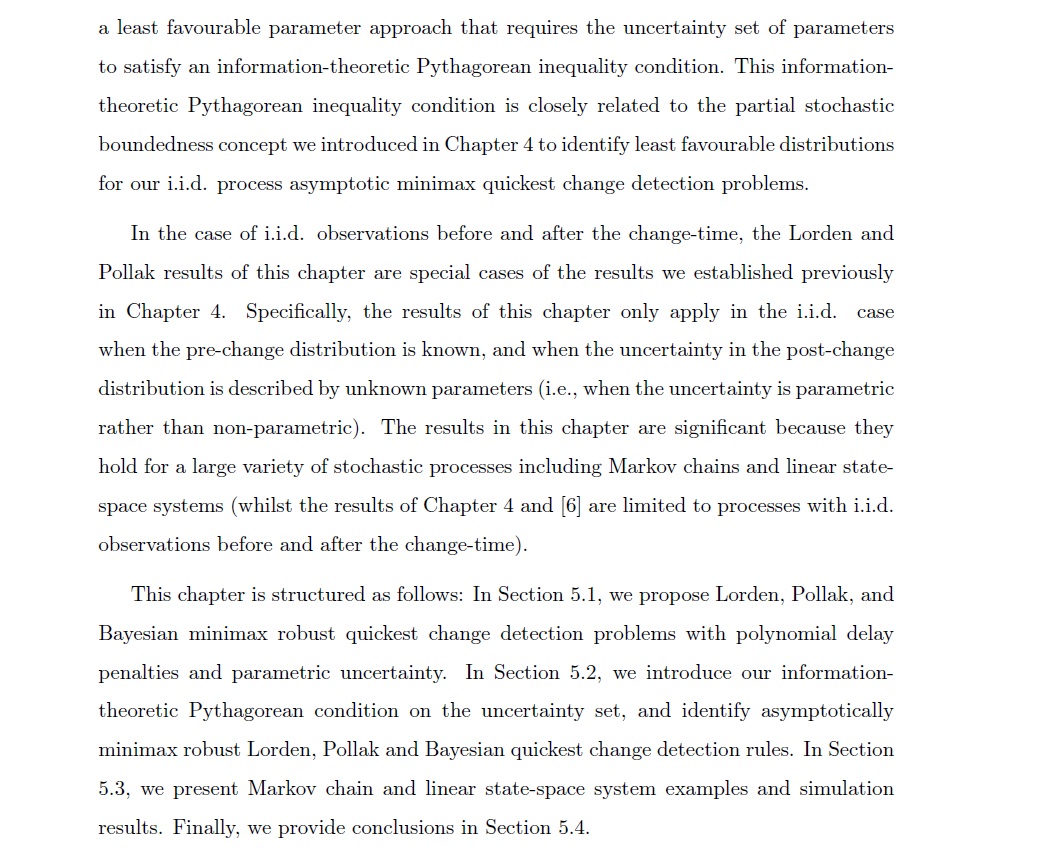 a least favourable parameter approach that requires the uncertainty set of parameters
to satisfy an information-theoretic Pythagorean inequality condition. This information-
theoretic Pythagorean inequality condition is closely related to the partial stochastic
boundedness concept we introduced in Chapter 4 to identify least favourable distributions
for our i.i.d. process asymptotic minimax quickest change detection problems.
In the case of i.i.d. observations before and after the change-time, the Lorden and
Pollak results of this chapter are special cases of the results we established previously
in Chapter 4. Specifically, the results of this chapter only apply in the i.i.d. case
when the pre-change distribution is known, and when the uncertainty in the post-change
distribution is described by unknown parameters (i.e., when the uncertainty is parametric
rather than non-parametric). The results in this chapter are significant because they
hold for a large variety of stochastic processes including Markov chains and linear state-
space systems (whilst the results of Chapter 4 and [6] are limited to processes with i.i.d.
observations before and after the change-time).
This chapter is structured as follows: In Section 5.1, we propose Lorden, Pollak, and
Bayesian minimax robust quickest change detection problems with polynomial delay
penalties and parametric uncertainty. In Section 5.2, we introduce our information-
theoretic Pythagorean condition on the uncertainty set, and identify asymptotically
minimax robust Lorden, Pollak and Bayesian quickest change detection rules. In Section
5.3, we present Markov chain and linear state-space system examples and simulation
results. Finally, we provide conclusions in Section 5.4.